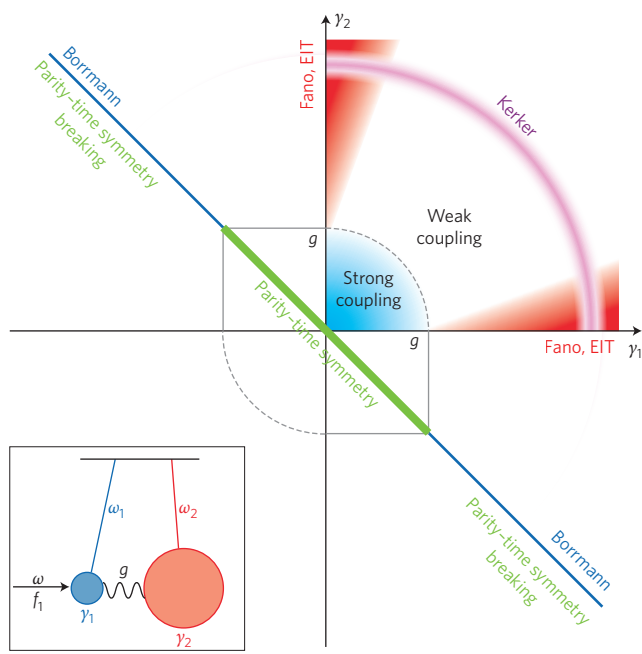 γ₂
Fano, EIT
Borrmann
Parity–time symmetry
breaking
Kerker
Weak
coupling
g
Strong
coupling
Parity–time symmetry
g
Fano, EIT
γ₁
ω₁
ω₂
ω
f₁
g
γ₁
γ₂
Borrmann
Parity–time symmetry
breaking